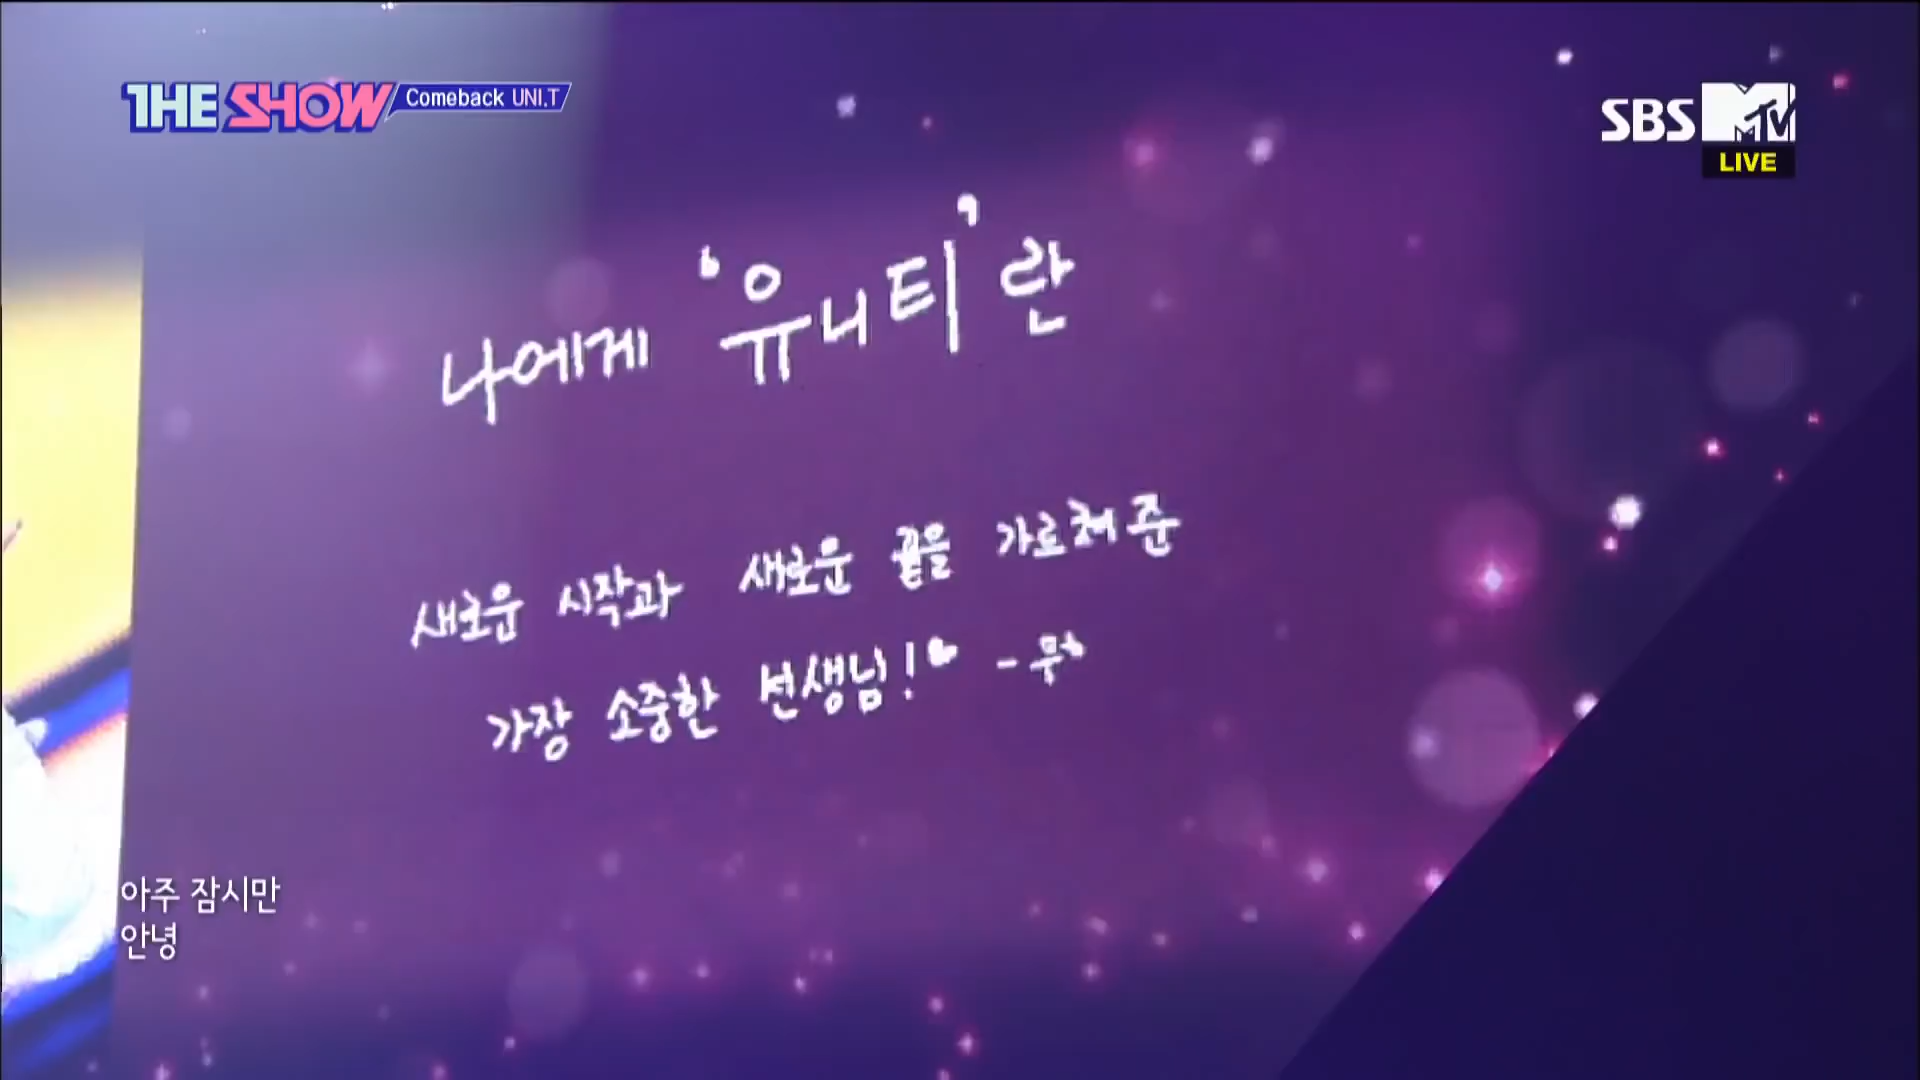 THE SHOW Comeback UNI.T
SBS MTV
LIVE
나에게 '유니티'란
새로운 시작과 새로운 끝을 가르쳐 준
가장 소중한 선생님! -우
아주 잠시만
안녕